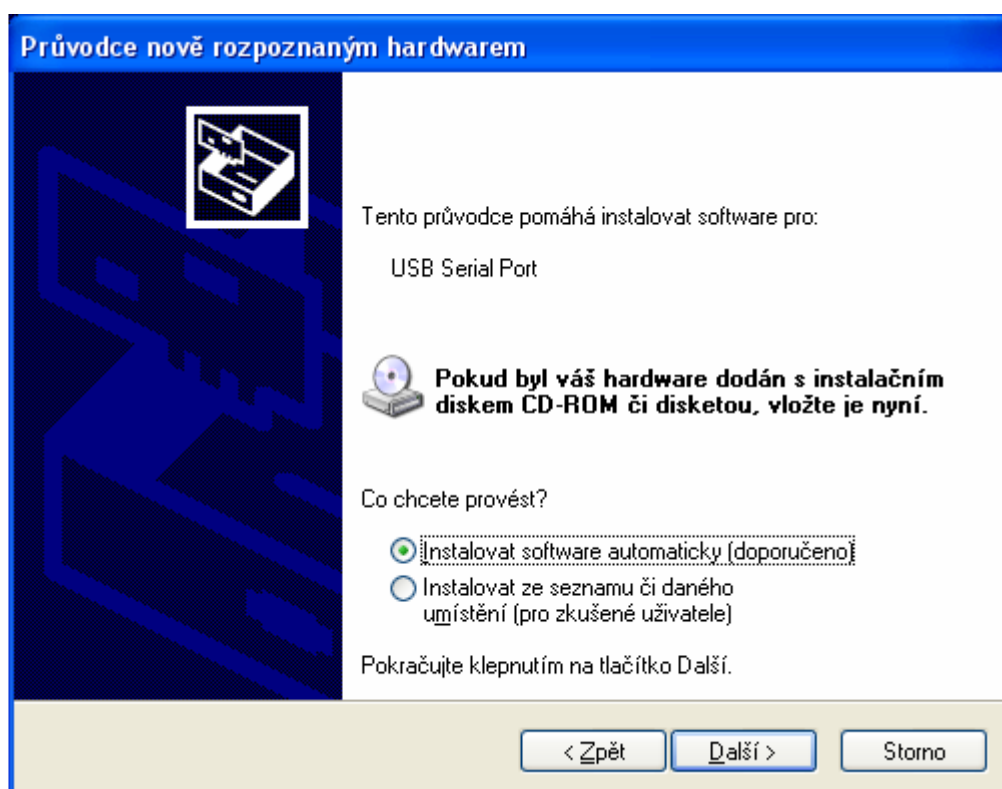 Průvodce nově rozpoznaným hardwarem
Tento průvodce pomáhá instalovat software pro:
USB Serial Port
Pokud byl váš hardware dodán s instalačním
diskem CD-ROM či disketou, vložte je nyní.
Co chcete provést?
Instalovat software automaticky (doporučeno)
Instalovat ze seznamu či daného
umístění (pro zkušené uživatele)
Pokračujte klepnutím na tlačítko Další.
< Zpět
Další >
Storno